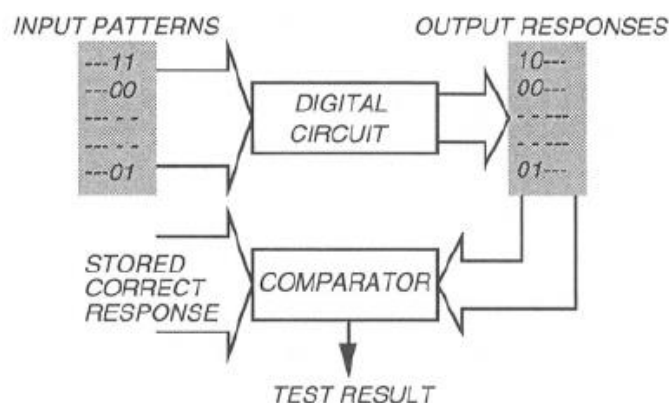 INPUT PATTERNS
OUTPUT RESPONSES
---11
---00
--- - -
--- - -
---01
DIGITAL
CIRCUIT
10---
00---
- - ---
- - ---
01---
STORED
CORRECT
RESPONSE
COMPARATOR
TEST RESULT